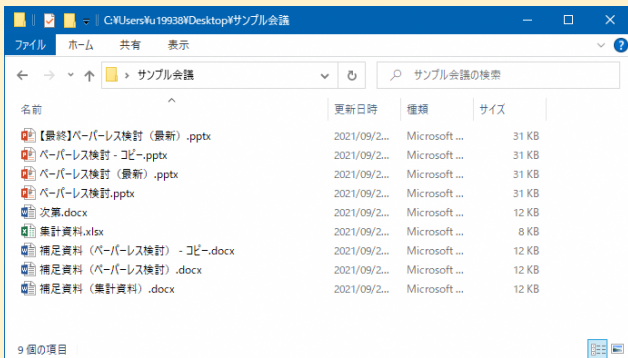 C:¥Users¥u19938¥Desktop¥サンプル会議
ファイル ホーム 共有 表示
サンプル会議 サンプル会議の検索
名前 更新日時 種類 サイズ
【最終】ペーパーレス検討（最新）.pptx 2021/09/2... Microsoft ... 31 KB
ペーパーレス検討 - コピー.pptx 2021/09/2... Microsoft ... 31 KB
ペーパーレス検討（最新）.pptx 2021/09/2... Microsoft ... 31 KB
ペーパーレス検討.pptx 2021/09/2... Microsoft ... 31 KB
次第.docx 2021/09/2... Microsoft ... 12 KB
集計資料.xlsx 2021/09/2... Microsoft ... 8 KB
補足資料（ペーパーレス検討） - コピー.docx 2021/09/2... Microsoft ... 12 KB
補足資料（ペーパーレス検討）.docx 2021/09/2... Microsoft ... 12 KB
補足資料（集計資料）.docx 2021/09/2... Microsoft ... 12 KB
9 個の項目